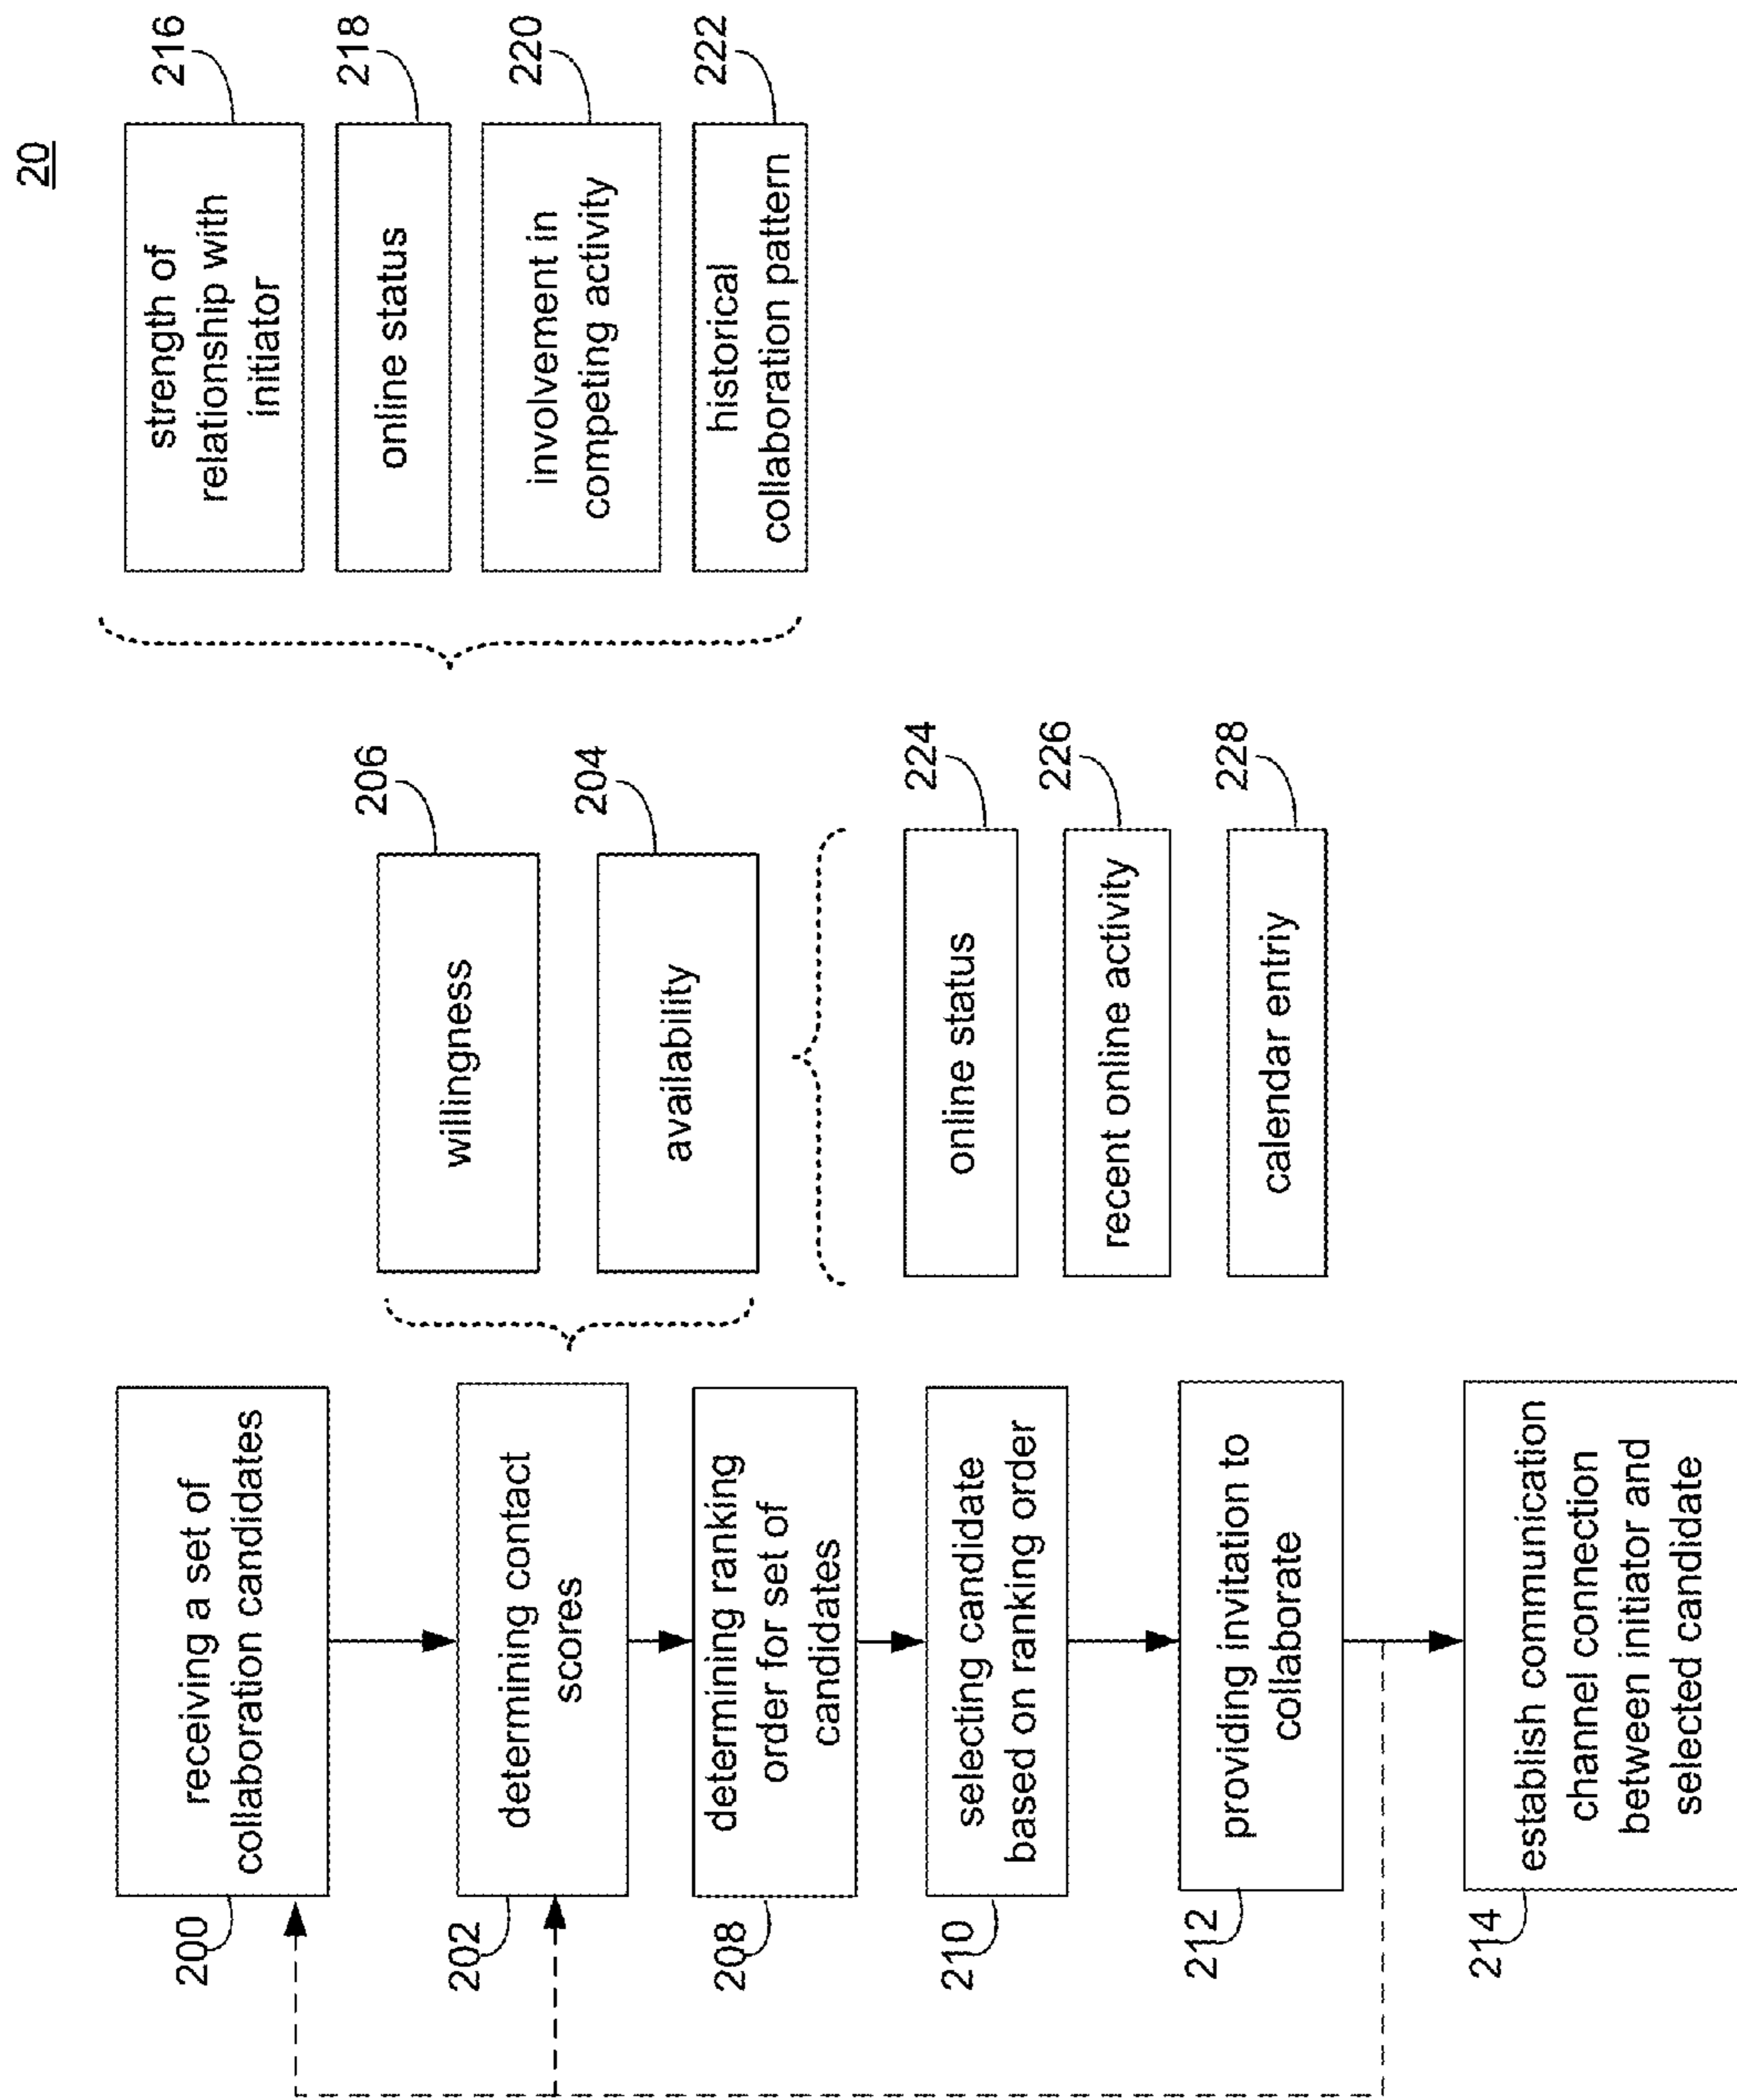 20
receiving a set of
collaboration candidates
200
determining contact
scores
202
determining ranking
order for set of
candidates
208
selecting candidate
based on ranking order
210
providing invitation to
collaborate
212
establish communication
channel connection
between initiator and
selected candidate
214
willingness
206
availability
204
online status
224
recent online activity
226
calendar entriy
228
strength of
relationship with
initiator
216
online status
218
involvement in
competing activity
220
historical
collaboration pattern
222